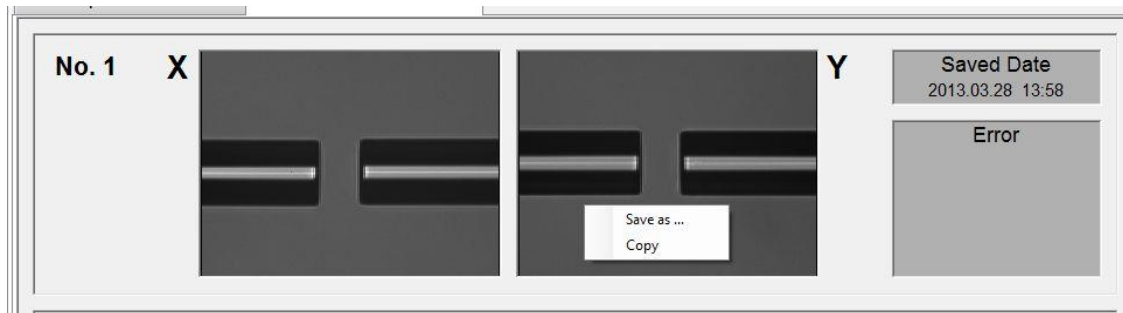 No. 1
X
Y
Saved Date
2013.03.28 13:58
Error
Save as ...
Copy